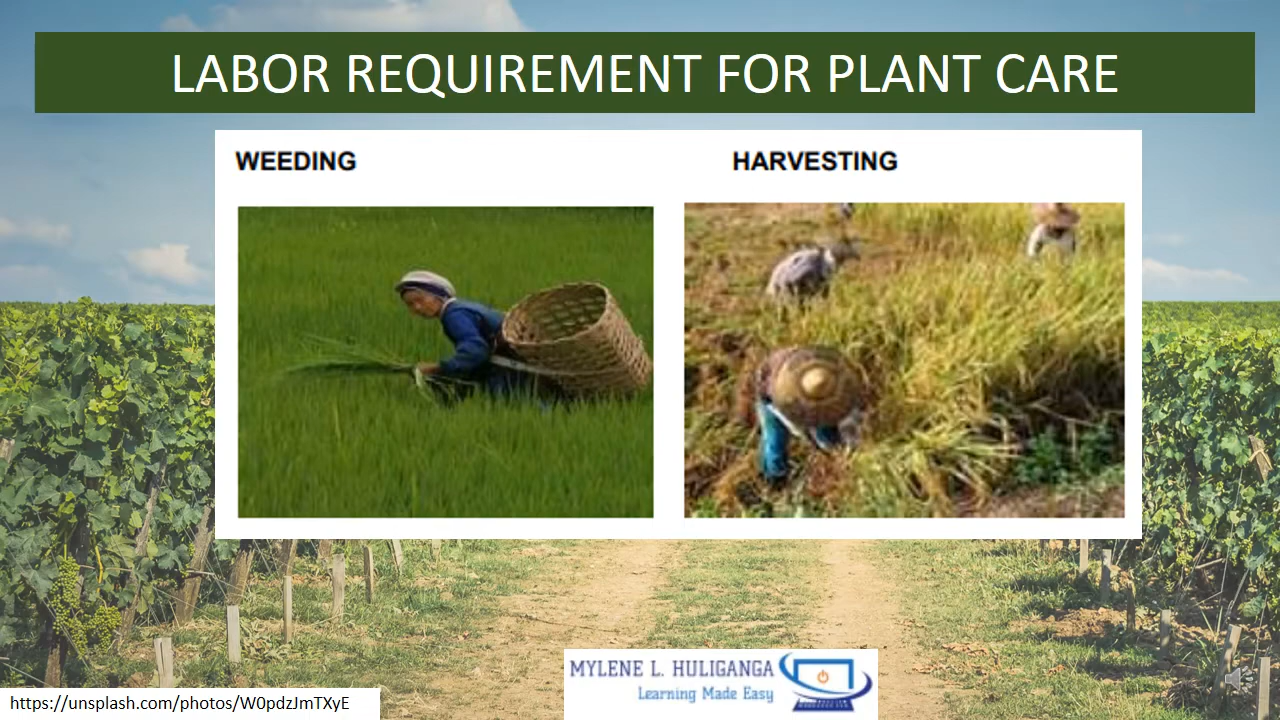 LABOR REQUIREMENT FOR PLANT CARE
WEEDING
HARVESTING
MYLENE L. HULIGANGA
Learning Made Easy
https://unsplash.com/photos/W0pdzJmTXyE